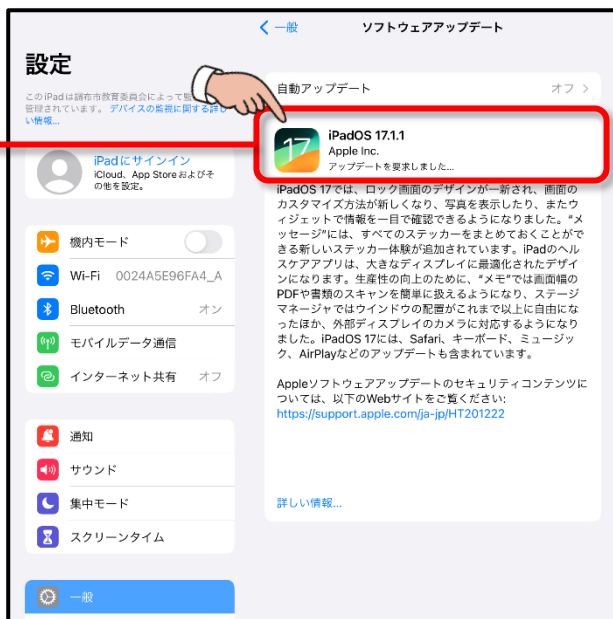 設定
このiPadは調布市教育委員会によって
管理されています。デバイスの監視に関する詳し
い情報...
iPadにサインイン
iCloud、App Storeおよびそ
の他を設定。
機内モード
Wi-Fi 0024A5E96FA4_A
Bluetooth オン
モバイルデータ通信
インターネット共有 オフ
通知
サウンド
集中モード
スクリーンタイム
一般
一般 ソフトウェアアップデート
自動アップデート オフ
17
iPadOS 17.1.1
Apple Inc.
アップデートを要求しました...
iPadOS 17では、ロック画面のデザインが一新され、画面の
カスタマイズ方法が新しくなり、写真を表示したり、またウ
ィジェットで情報を一目で確認できるようになりました。“メ
ッセージ”には、すべてのステッカーをまとめておくことがで
きる新しいステッカー体験が追加されています。iPadのヘル
スケアアプリは、大きなディスプレイに最適化されたデザイ
ンになります。生産性の向上のために、“メモ”では画面幅の
PDFや書類のスキャンを簡単に扱えるようになり、ステージ
マネージャではウインドウの配置がこれまで以上に自由にな
ったほか、外部ディスプレイのカメラに対応するようになり
ました。iPadOS 17には、Safari、キーボード、ミュージッ
ク、AirPlayなどのアップデートも含まれています。
Appleソフトウェアアップデートのセキュリティコンテンツに
ついては、以下のWebサイトをご覧ください:
https://support.apple.com/ja-jp/HT201222
詳しい情報...